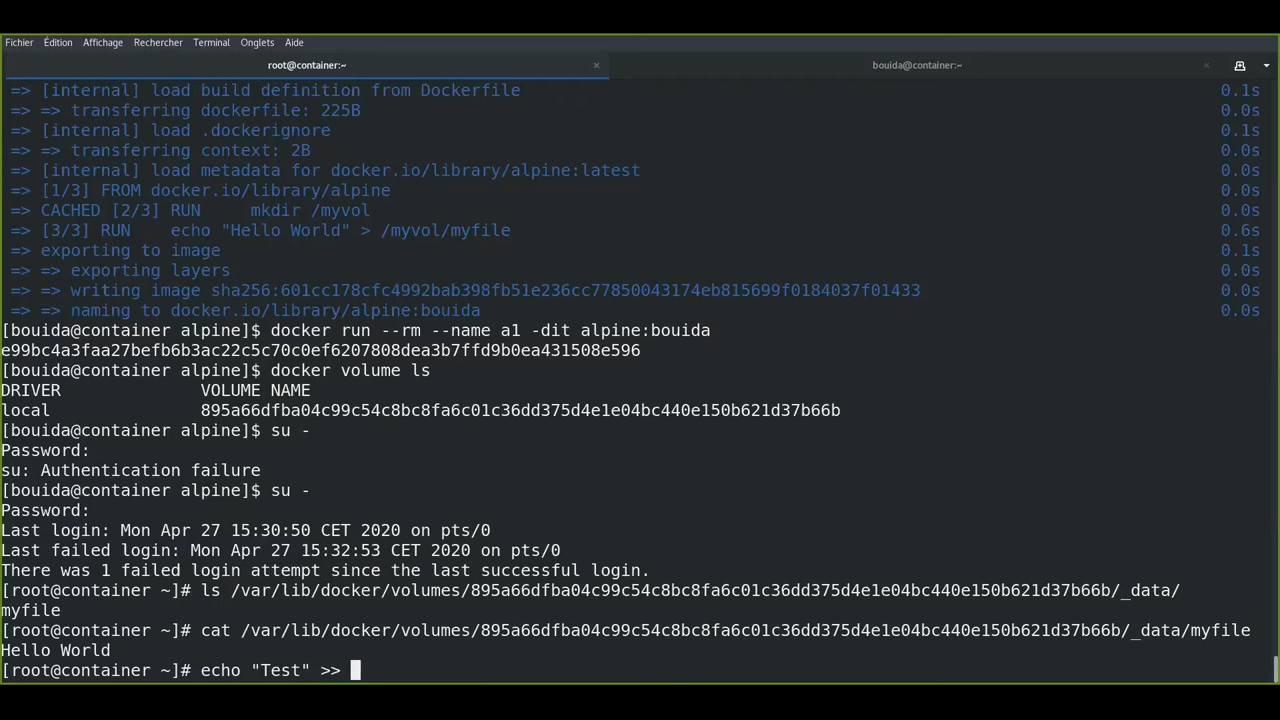 Fichier Édition Affichage Rechercher Terminal Onglets Aide
root@container:~ × bouida@container:~ ×
=> [internal] load build definition from Dockerfile 0.1s
=> => transferring dockerfile: 225B 0.0s
=> [internal] load .dockerignore 0.1s
=> => transferring context: 2B 0.0s
=> [internal] load metadata for docker.io/library/alpine:latest 0.0s
=> [1/3] FROM docker.io/library/alpine 0.0s
=> CACHED [2/3] RUN     mkdir /myvol 0.0s
=> [3/3] RUN    echo "Hello World" > /myvol/myfile 0.6s
=> exporting to image 0.1s
=> => exporting layers 0.0s
=> => writing image sha256:601cc178cfc4992bab398fb51e236cc77850043174eb815699f0184037f01433 0.0s
=> => naming to docker.io/library/alpine:bouida 0.0s
[bouida@container alpine]$ docker run --rm --name a1 -dit alpine:bouida
e99bc4a3faa27befb6b3ac22c5c70c0ef6207808dea3b7ffd9b0ea431508e596
[bouida@container alpine]$ docker volume ls
DRIVER              VOLUME NAME
local               895a66dfba04c99c54c8bc8fa6c01c36dd375d4e1e04bc440e150b621d37b66b
[bouida@container alpine]$ su -
Password:
su: Authentication failure
[bouida@container alpine]$ su -
Password:
Last login: Mon Apr 27 15:30:50 CET 2020 on pts/0
Last failed login: Mon Apr 27 15:32:53 CET 2020 on pts/0
There was 1 failed login attempt since the last successful login.
[root@container ~]# ls /var/lib/docker/volumes/895a66dfba04c99c54c8bc8fa6c01c36dd375d4e1e04bc440e150b621d37b66b/_data/
myfile
[root@container ~]# cat /var/lib/docker/volumes/895a66dfba04c99c54c8bc8fa6c01c36dd375d4e1e04bc440e150b621d37b66b/_data/myfile
Hello World
[root@container ~]# echo "Test" >>